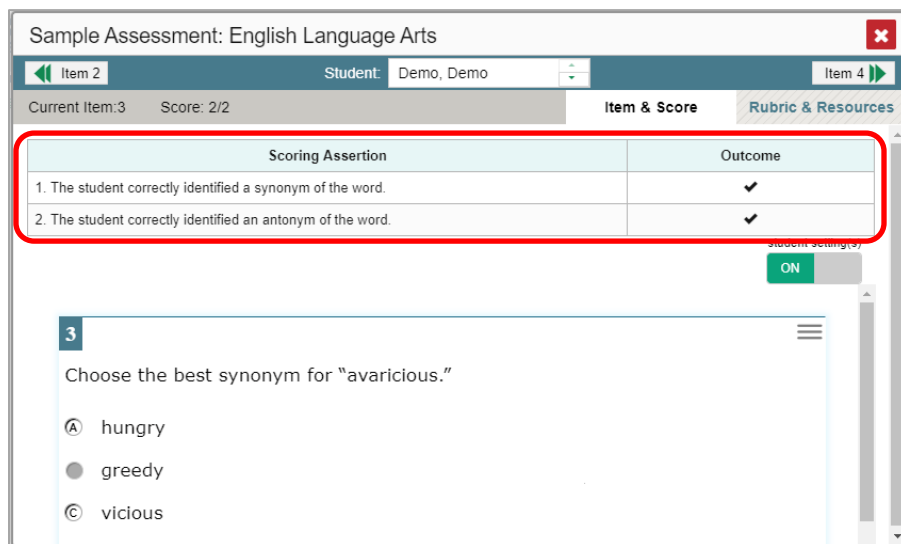 Sample Assessment: English Language Arts
Item 2
Student: Demo, Demo
Item 4
Current Item:3 Score: 2/2 Item & Score Rubric & Resources
Scoring Assertion Outcome
1. The student correctly identified a synonym of the word.
2. The student correctly identified an antonym of the word.
student setting(s)
ON
3
Choose the best synonym for “avaricious.”
A hungry
greedy
C vicious